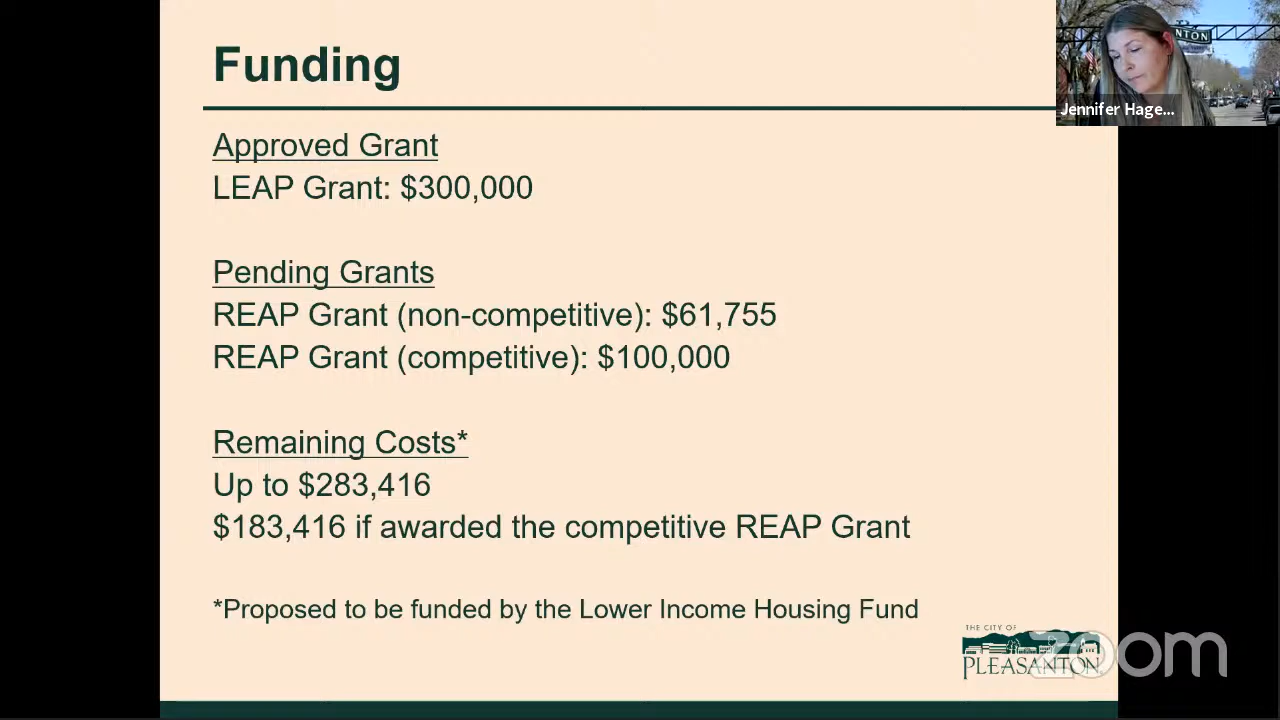 Funding
NTON
Jennifer Hage...
Approved Grant
LEAP Grant: $300,000
Pending Grants
REAP Grant (non-competitive): $61,755
REAP Grant (competitive): $100,000
Remaining Costs*
Up to $283,416
$183,416 if awarded the competitive REAP Grant
*Proposed to be funded by the Lower Income Housing Fund
THE CITY OF
PLEASANTON
zoom